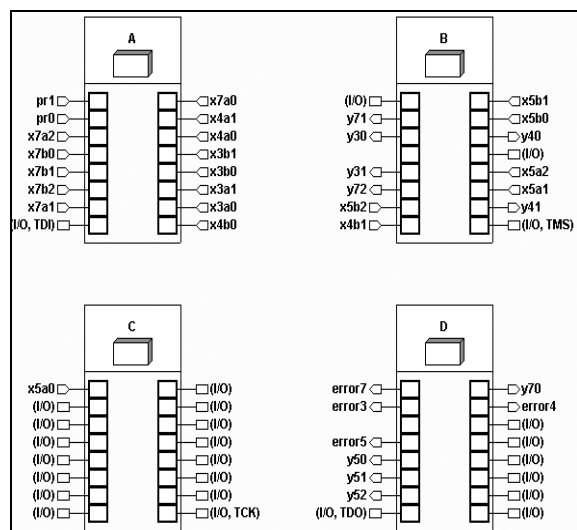 A
B
pr1
x7a0
(I/O)
x5b1
pr0
x4a1
y71
x5b0
x7a2
x4a0
y30
y40
x7b0
x3b1
(I/O)
x7b1
x3b0
y31
x5a2
x7b2
x3a1
y72
x5a1
x7a1
x3a0
x5b2
y41
(I/O, TDI)
x4b0
x4b1
(I/O, TMS)
C
D
x5a0
(I/O)
error7
y70
(I/O)
(I/O)
error3
error4
(I/O)
(I/O)
(I/O)
(I/O)
(I/O)
error5
(I/O)
(I/O)
(I/O)
y50
(I/O)
(I/O)
(I/O)
y51
(I/O)
(I/O)
(I/O)
y52
(I/O)
(I/O)
(I/O, TCK)
(I/O, TDO)
(I/O)
(I/O)